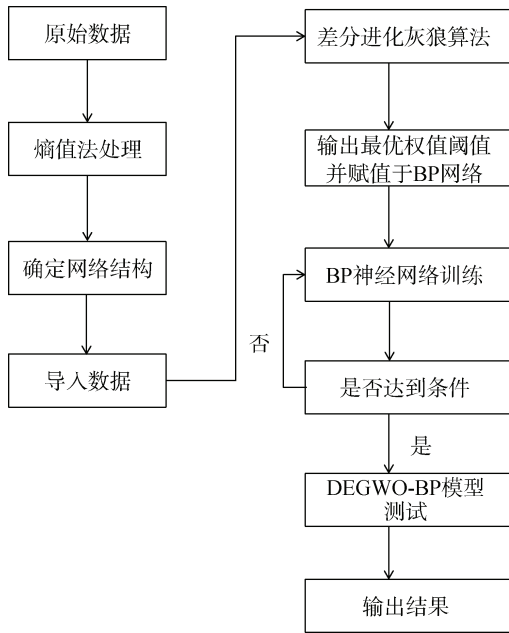 原始数据
熵值法处理
确定网络结构
导入数据
差分进化灰狼算法
输出最优权值阈值
并赋值于BP网络
BP神经网络训练
否
是否达到条件
是
DEGWO-BP模型
测试
输出结果